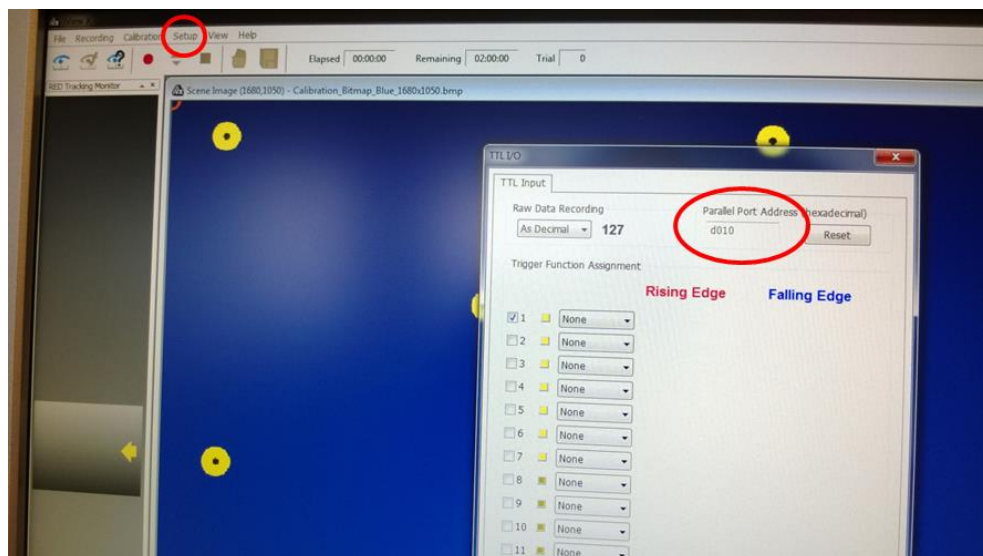 File Recording Calibration Setup View Help
Elapsed 00:00:00 Remaining 02:00:00 Trial 0
RED Tracking Monitor
Scene Image (1680,1050) - Calibration_Bitmap_Blue_1680x1050.bmp
TTL I/O
TTL Input
Raw Data Recording
Parallel Port Address (hexadecimal)
As Decimal 127
d010
Reset
Trigger Function Assignment
Rising Edge Falling Edge
1 None
2 None
3 None
4 None
5 None
6 None
7 None
8 None
9 None
10 None
11 None